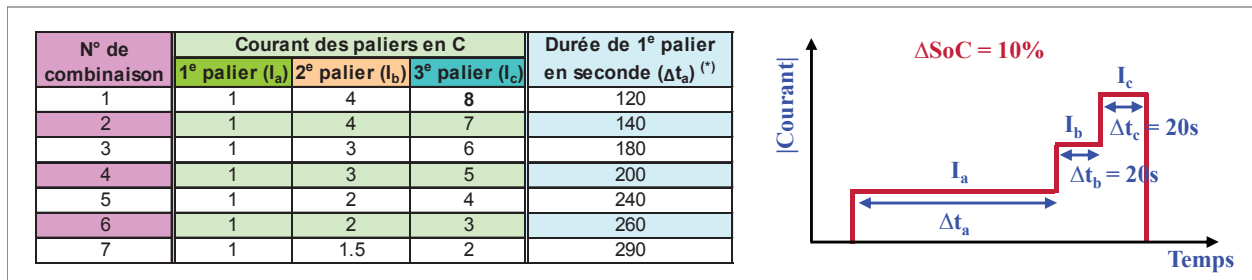 N° de combinaison | Courant des paliers en C | Durée de 1e palier en seconde (Δta) (*)
1e palier (Ia) | 2e palier (Ib) | 3e palier (Ic)
1 | 1 | 4 | 8 | 120
2 | 1 | 4 | 7 | 140
3 | 1 | 3 | 6 | 180
4 | 1 | 3 | 5 | 200
5 | 1 | 2 | 4 | 240
6 | 1 | 2 | 3 | 260
7 | 1 | 1.5 | 2 | 290
ΔSoC = 10%
|Courant|
Ic
Δtc = 20s
Ib
Δtb = 20s
Ia
Δta
Temps